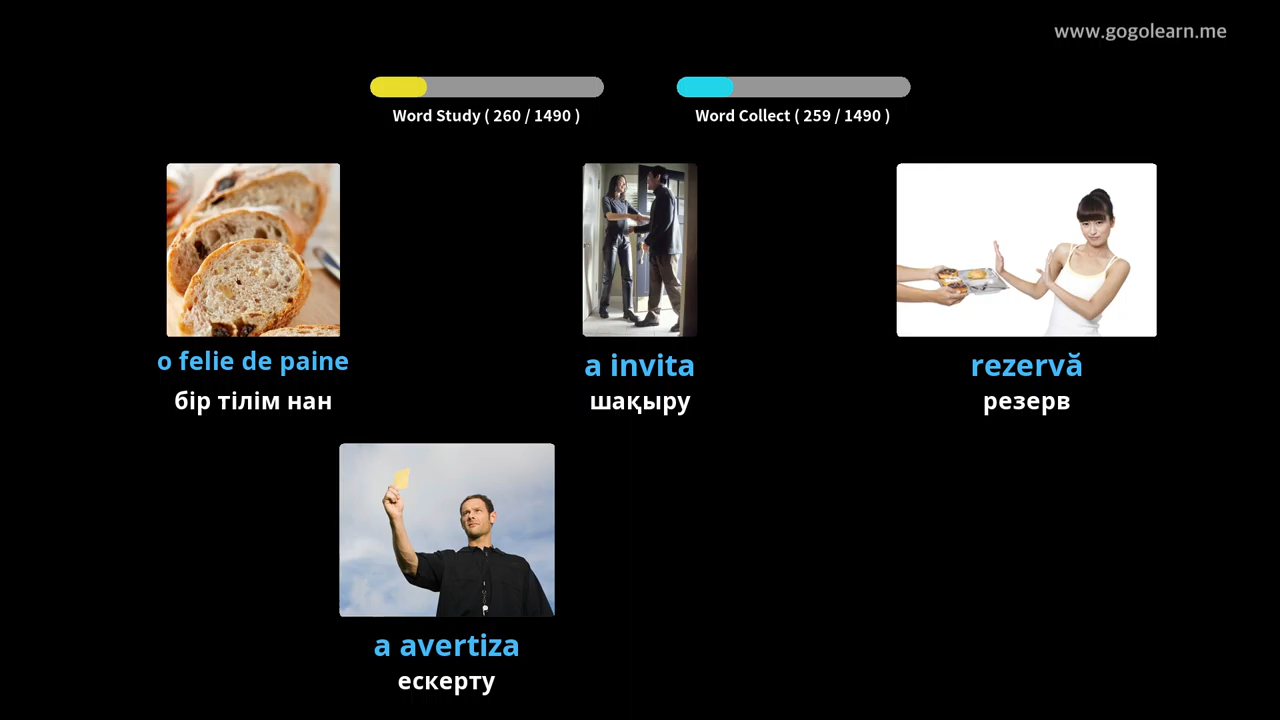 www.gogolearn.me
Word Study ( 260 / 1490 )
Word Collect ( 259 / 1490 )
o felie de paine
бір тілім нан
a invita
шақыру
rezervă
резерв
a avertiza
ескерту